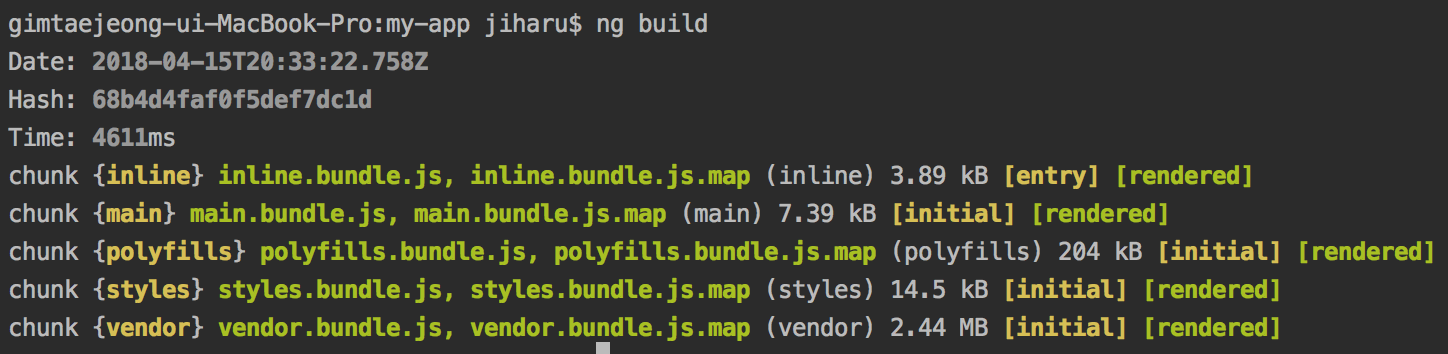 gimtaejeong-ui-MacBook-Pro:my-app jiharu$ ng build
Date: 2018-04-15T20:33:22.758Z
Hash: 68b4d4faf0f5def7dc1d
Time: 4611ms
chunk {inline} inline.bundle.js, inline.bundle.js.map (inline) 3.89 kB [entry] [rendered]
chunk {main} main.bundle.js, main.bundle.js.map (main) 7.39 kB [initial] [rendered]
chunk {polyfills} polyfills.bundle.js, polyfills.bundle.js.map (polyfills) 204 kB [initial] [rendered]
chunk {styles} styles.bundle.js, styles.bundle.js.map (styles) 14.5 kB [initial] [rendered]
chunk {vendor} vendor.bundle.js, vendor.bundle.js.map (vendor) 2.44 MB [initial] [rendered]